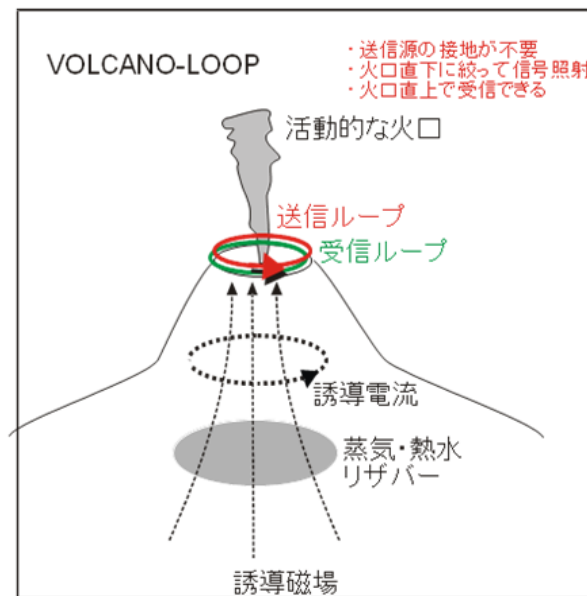 VOLCANO-LOOP
・送信源の接地が不要
・火口直下に絞って信号照射
・火口直上で受信できる
活動的な火口
送信ループ
受信ループ
誘導電流
蒸気・熱水
リザバー
誘導磁場